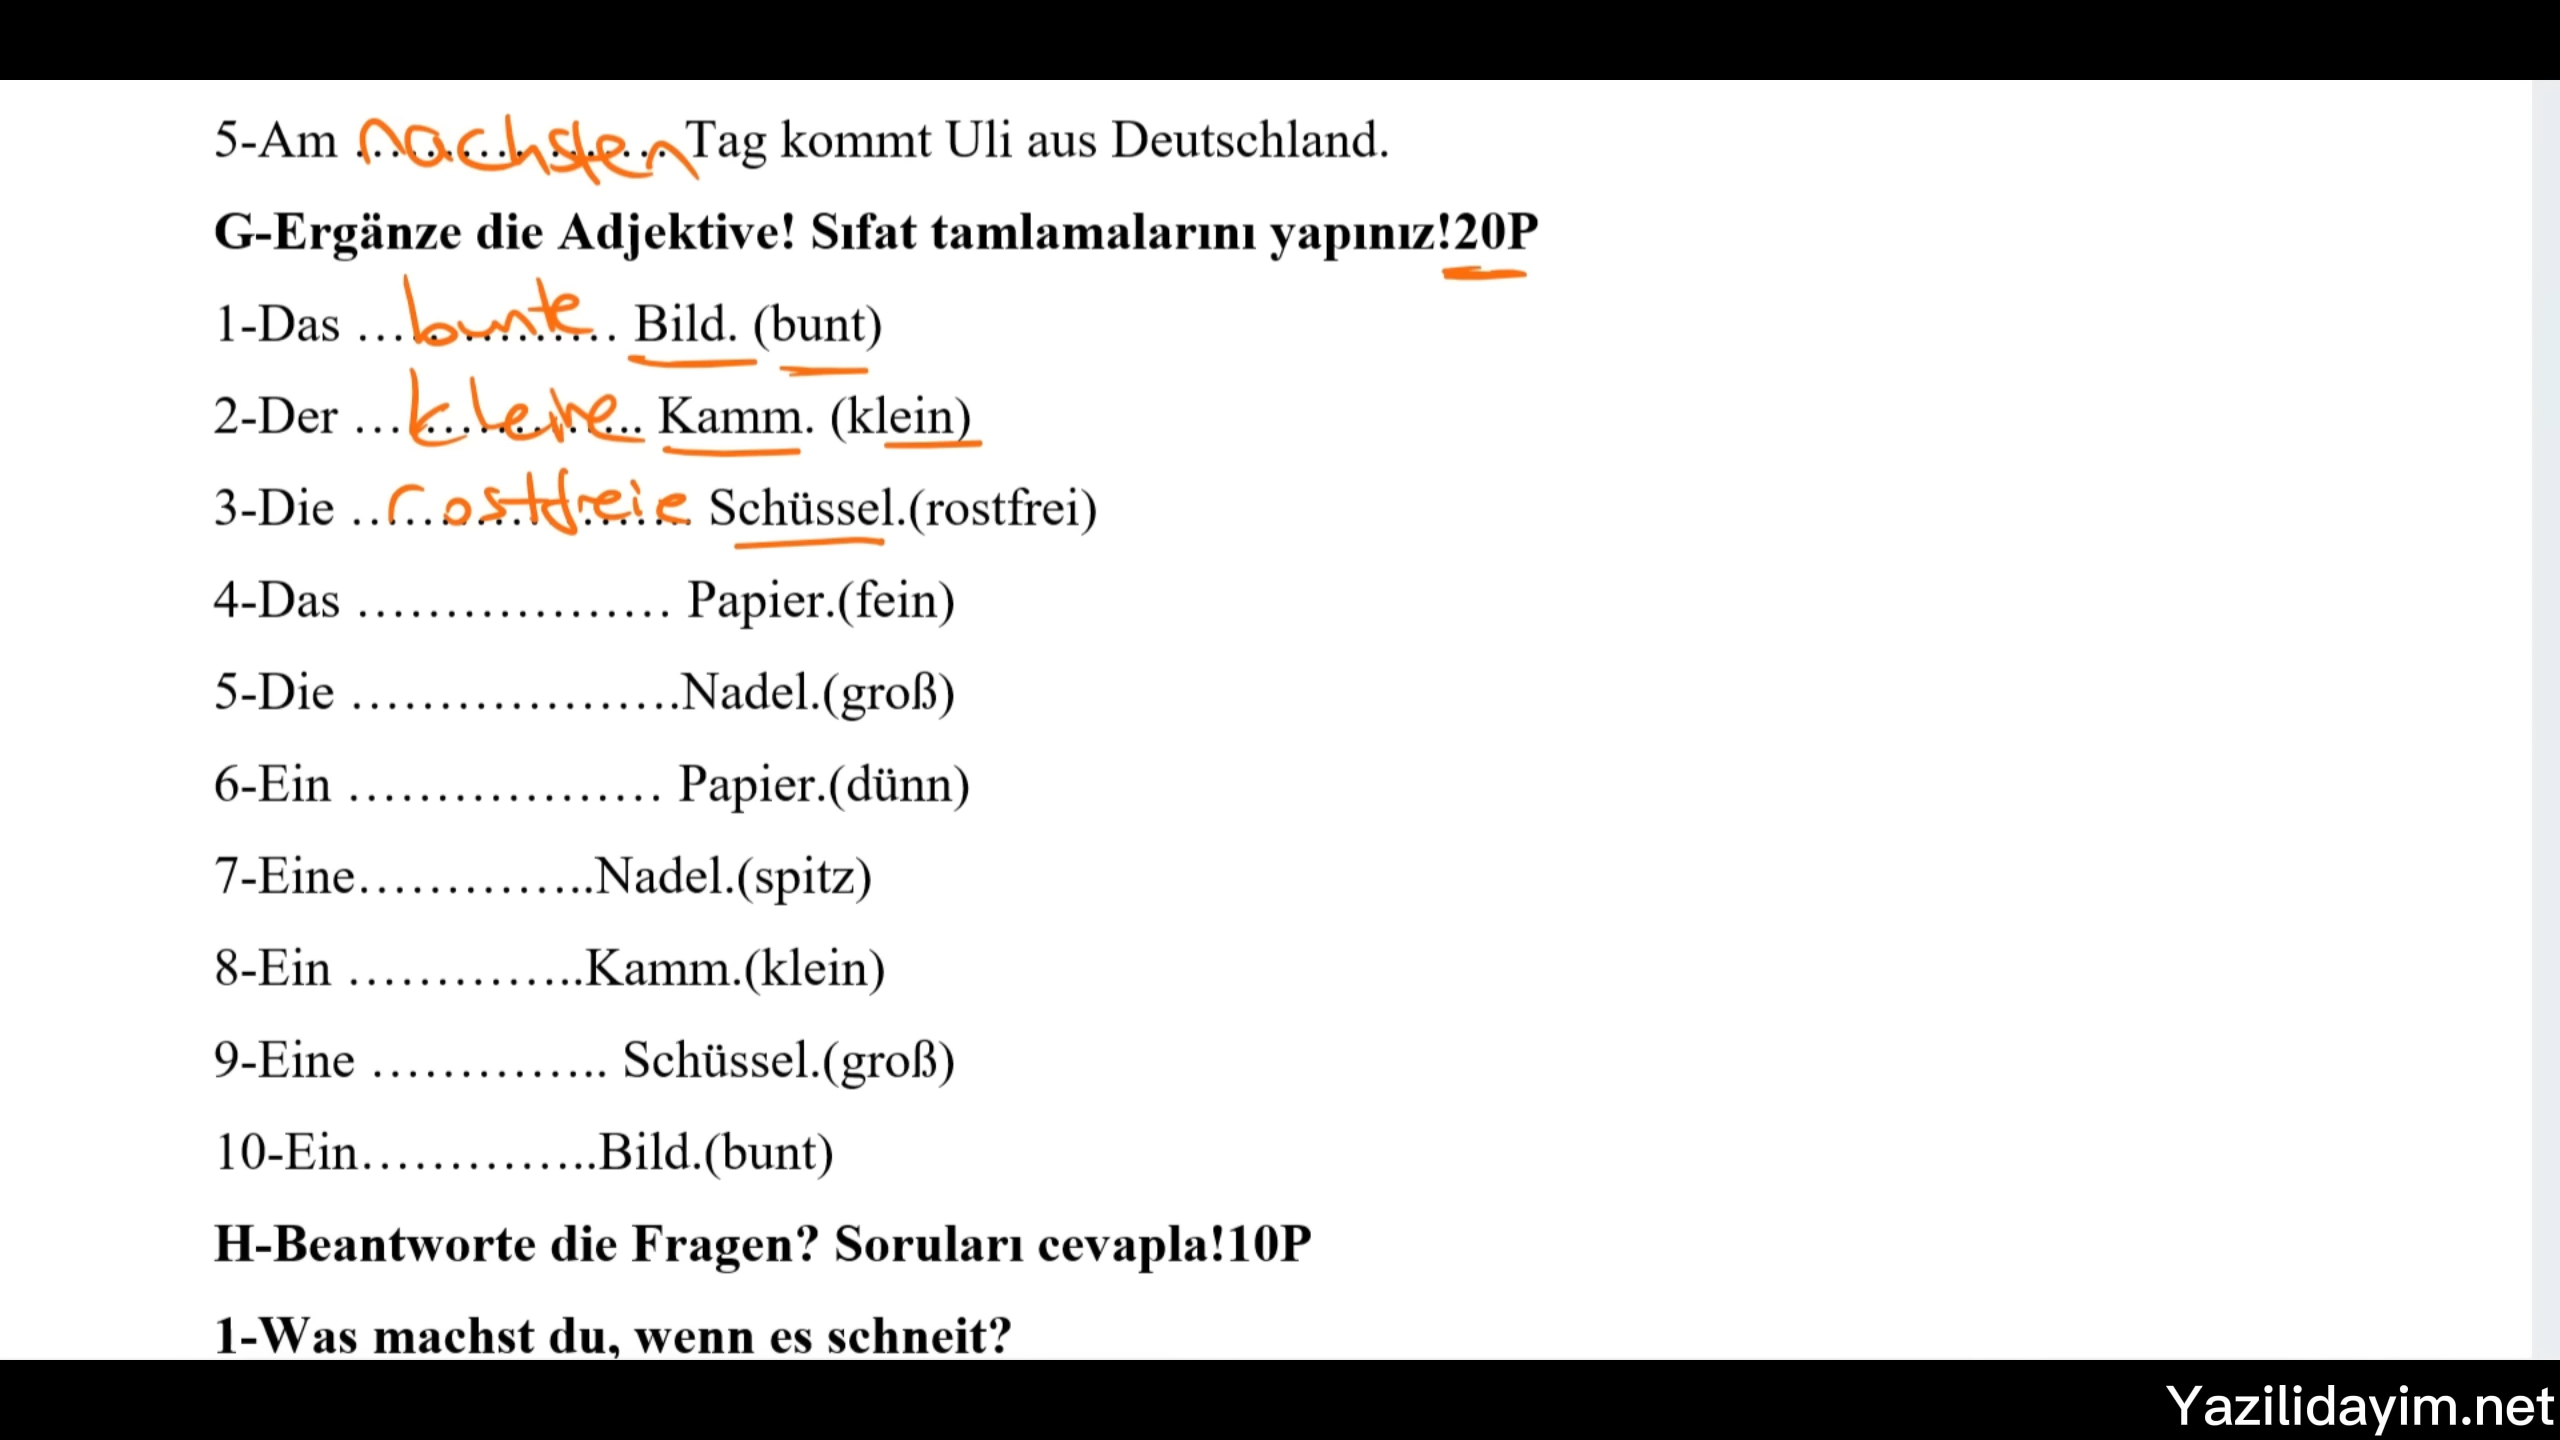 5-Am nachsten Tag kommt Uli aus Deutschland.
G-Ergänze die Adjektive! Sıfat tamlamalarını yapınız!20P
1-Das ...bunte... Bild. (bunt)
2-Der ...kleine... Kamm. (klein)
3-Die ...rostfreie... Schüssel.(rostfrei)
4-Das ……………… Papier.(fein)
5-Die ……………….Nadel.(groß)
6-Ein ……………… Papier.(dünn)
7-Eine…………..Nadel.(spitz)
8-Ein …………..Kamm.(klein)
9-Eine ………….. Schüssel.(groß)
10-Ein…………..Bild.(bunt)
H-Beantworte die Fragen? Soruları cevapla!10P
1-Was machst du, wenn es schneit?
Yazilidayim.net